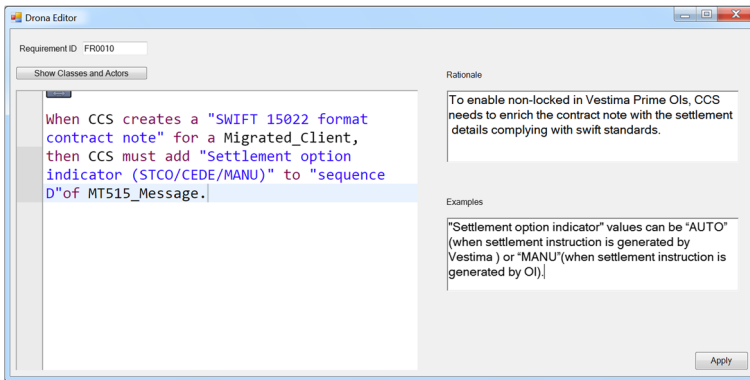 Drona Editor
Requirement ID FR0010
Show Classes and Actors
When CCS creates a "SWIFT 15022 format
contract note" for a Migrated_Client,
then CCS must add "Settlement option
indicator (STCO/CEDE/MANU)" to "sequence
D"of MT515_Message.
Rationale
To enable non-locked in Vestima Prime OIs, CCS
needs to enrich the contract note with the settlement
details complying with swift standards.
Examples
"Settlement option indicator" values can be “AUTO”
(when settlement instruction is generated by
Vestima ) or “MANU”(when settlement instruction is
generated by OI).
Apply